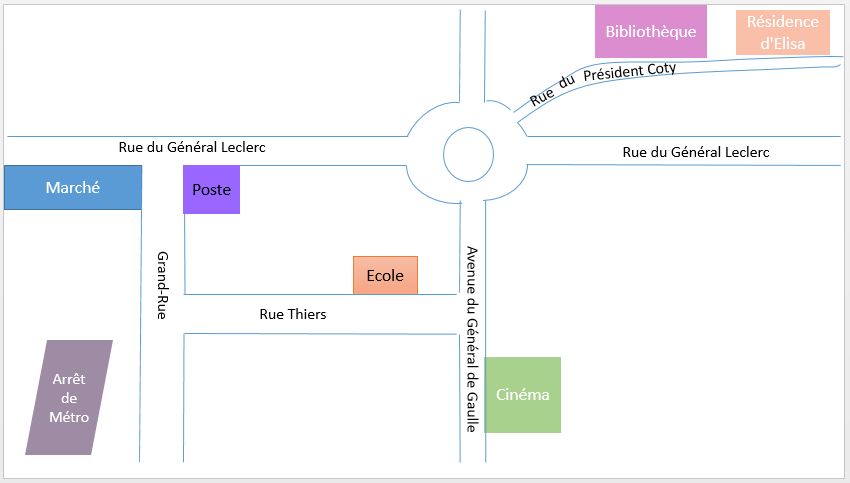 Bibliothèque
Résidence
d'Elisa
Rue du Président Coty
Rue du Général Leclerc
Rue du Général Leclerc
Marché
Poste
Grand-Rue
Ecole
Avenue du Général de Gaulle
Rue Thiers
Arrêt
de
Métro
Cinéma